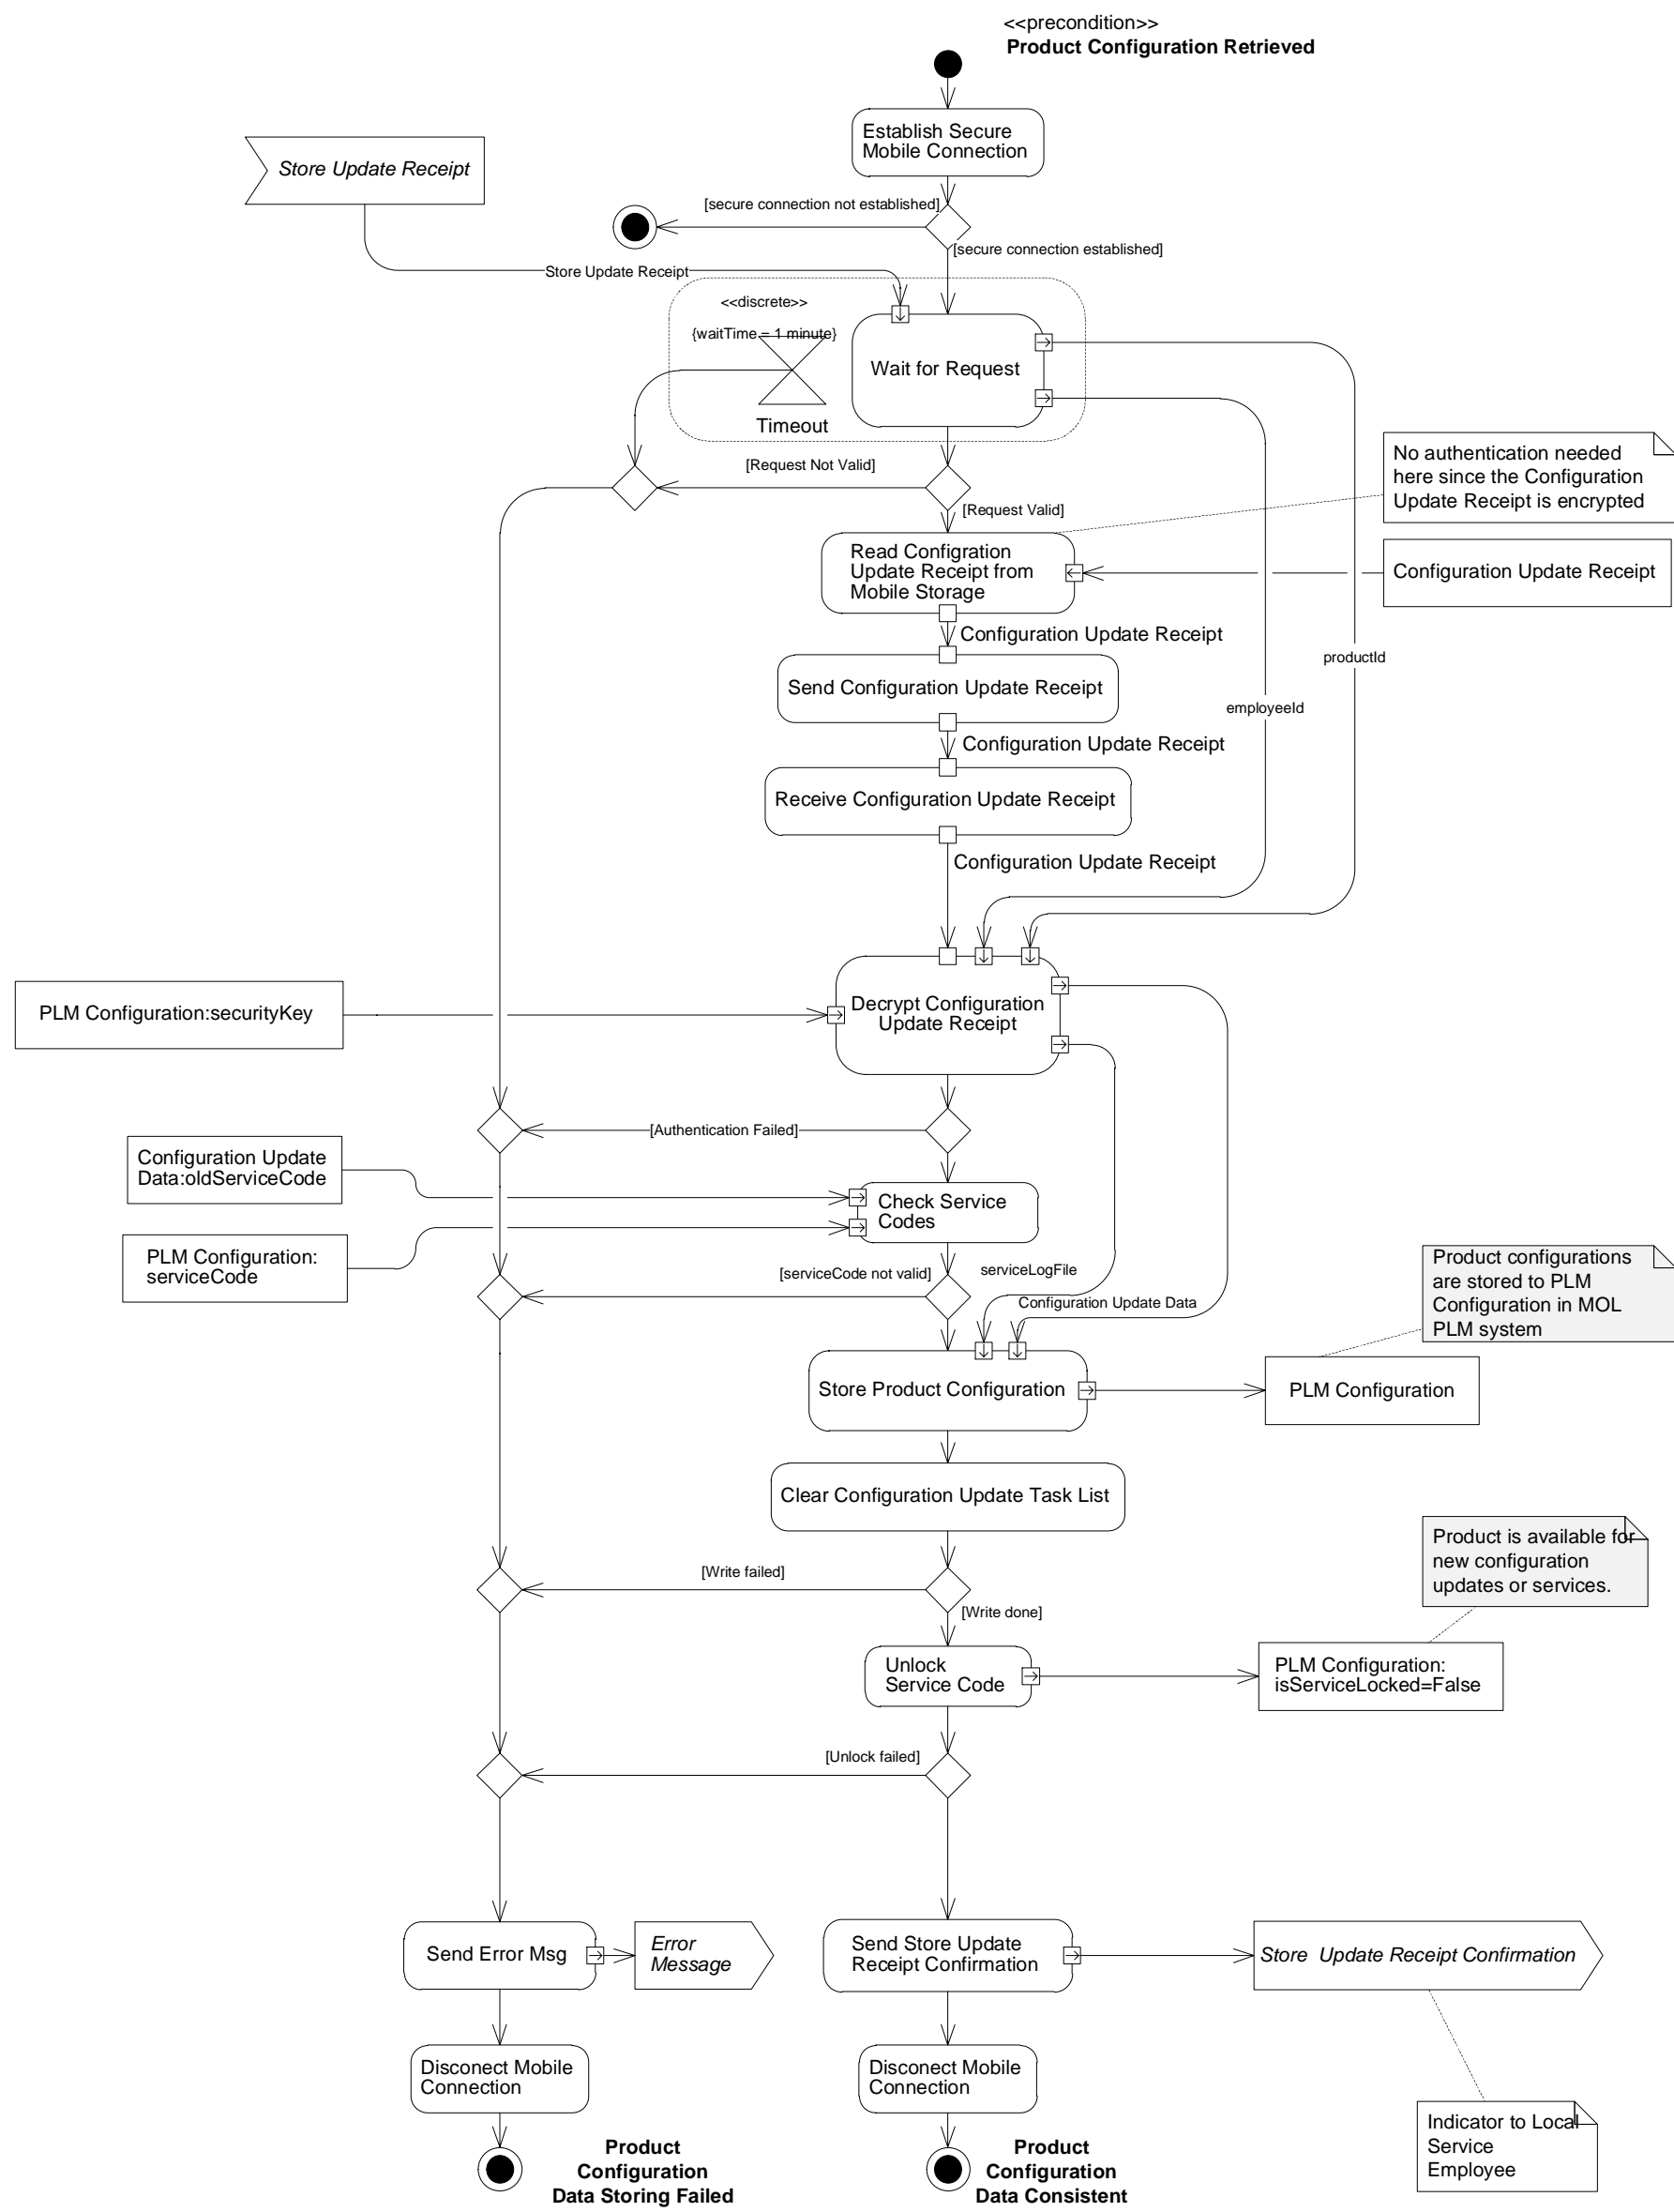 <<precondition>>
Product Configuration Retrieved
Establish Secure
Mobile Connection
Store Update Receipt
[secure connection not established]
[secure connection established]
Store Update Receipt
<<discrete>>
{waitTime = 1 minute}
Wait for Request
Timeout
[Request Not Valid]
No authentication needed
here since the Configuration
Update Receipt is encrypted
[Request Valid]
Read Configration
Update Receipt from
Mobile Storage
Configuration Update Receipt
Configuration Update Receipt
productId
Send Configuration Update Receipt
employeeId
Configuration Update Receipt
Receive Configuration Update Receipt
Configuration Update Receipt
PLM Configuration:securityKey
Decrypt Configuration
Update Receipt
[Authentication Failed]
Configuration Update
Data:oldServiceCode
Check Service
Codes
PLM Configuration:
serviceCode
[serviceCode not valid]
serviceLogFile
Configuration Update Data
Product configurations
are stored to PLM
Configuration in MOL
PLM system
Store Product Configuration
PLM Configuration
Clear Configuration Update Task List
Product is available for
new configuration
updates or services.
[Write failed]
[Write done]
Unlock
Service Code
PLM Configuration:
isServiceLocked=False
[Unlock failed]
Send Error Msg
Error
Message
Send Store Update
Receipt Confirmation
Store  Update Receipt Confirmation
Disconect Mobile
Connection
Disconect Mobile
Connection
Indicator to Local
Service
Employee
Product
Configuration
Data Storing Failed
Product
Configuration
Data Consistent